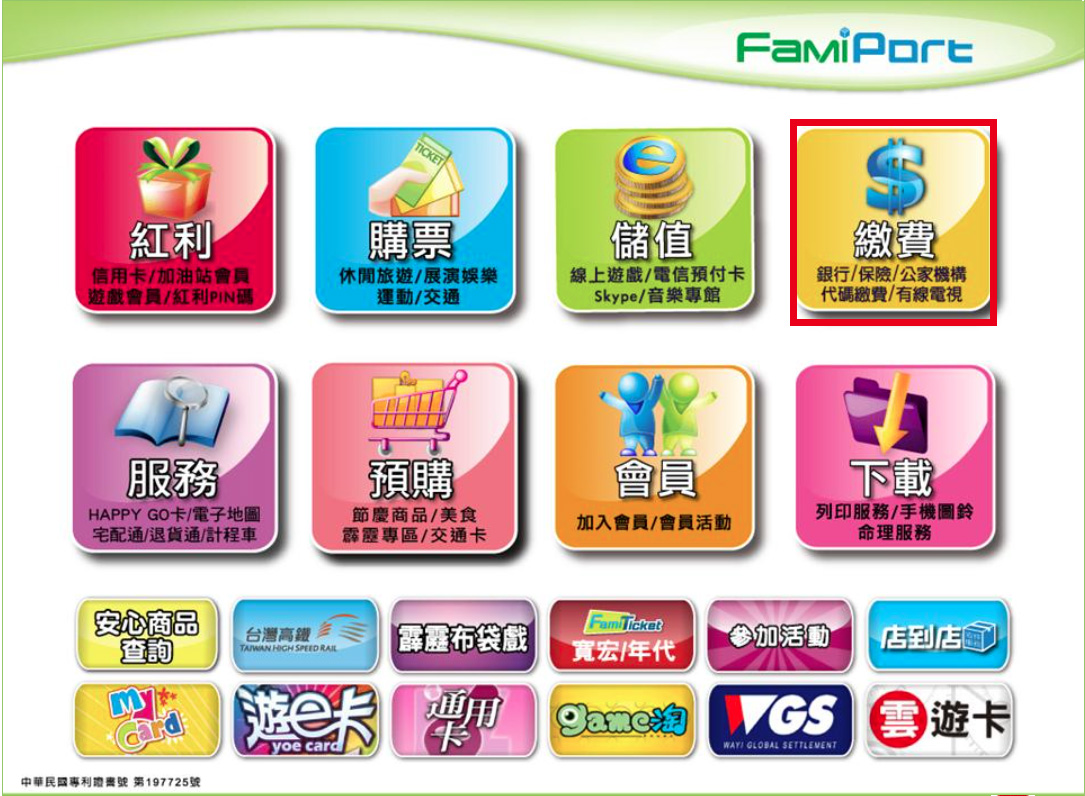 FamiPort
TICKET
紅利
信用卡/加油站會員
遊戲會員/紅利PIN碼
購票
休閒旅遊/展演娛樂
運動/交通
儲值
線上遊戲/電信預付卡
Skype/音樂專館
繳費
銀行/保險/公家機構
代碼繳費/有線電視
服務
HAPPY GO卡/電子地圖
宅配通/退貨通/計程車
預購
節慶商品/美食
霹靂專區/交通卡
會員
加入會員/會員活動
下載
列印服務/手機圖鈴
命理服務
安心商品
查詢
台灣高鐵
TAIWAN HIGH SPEED RAIL
霹靂布袋戲
FamiTicket
寬宏/年代
參加活動
店到店
My
Card
遊e卡
yoe card
通用
卡
Game淘
WGS
WAYI GLOBAL SETTLEMENT
雲遊卡
中華民國專利證書號 第197725號